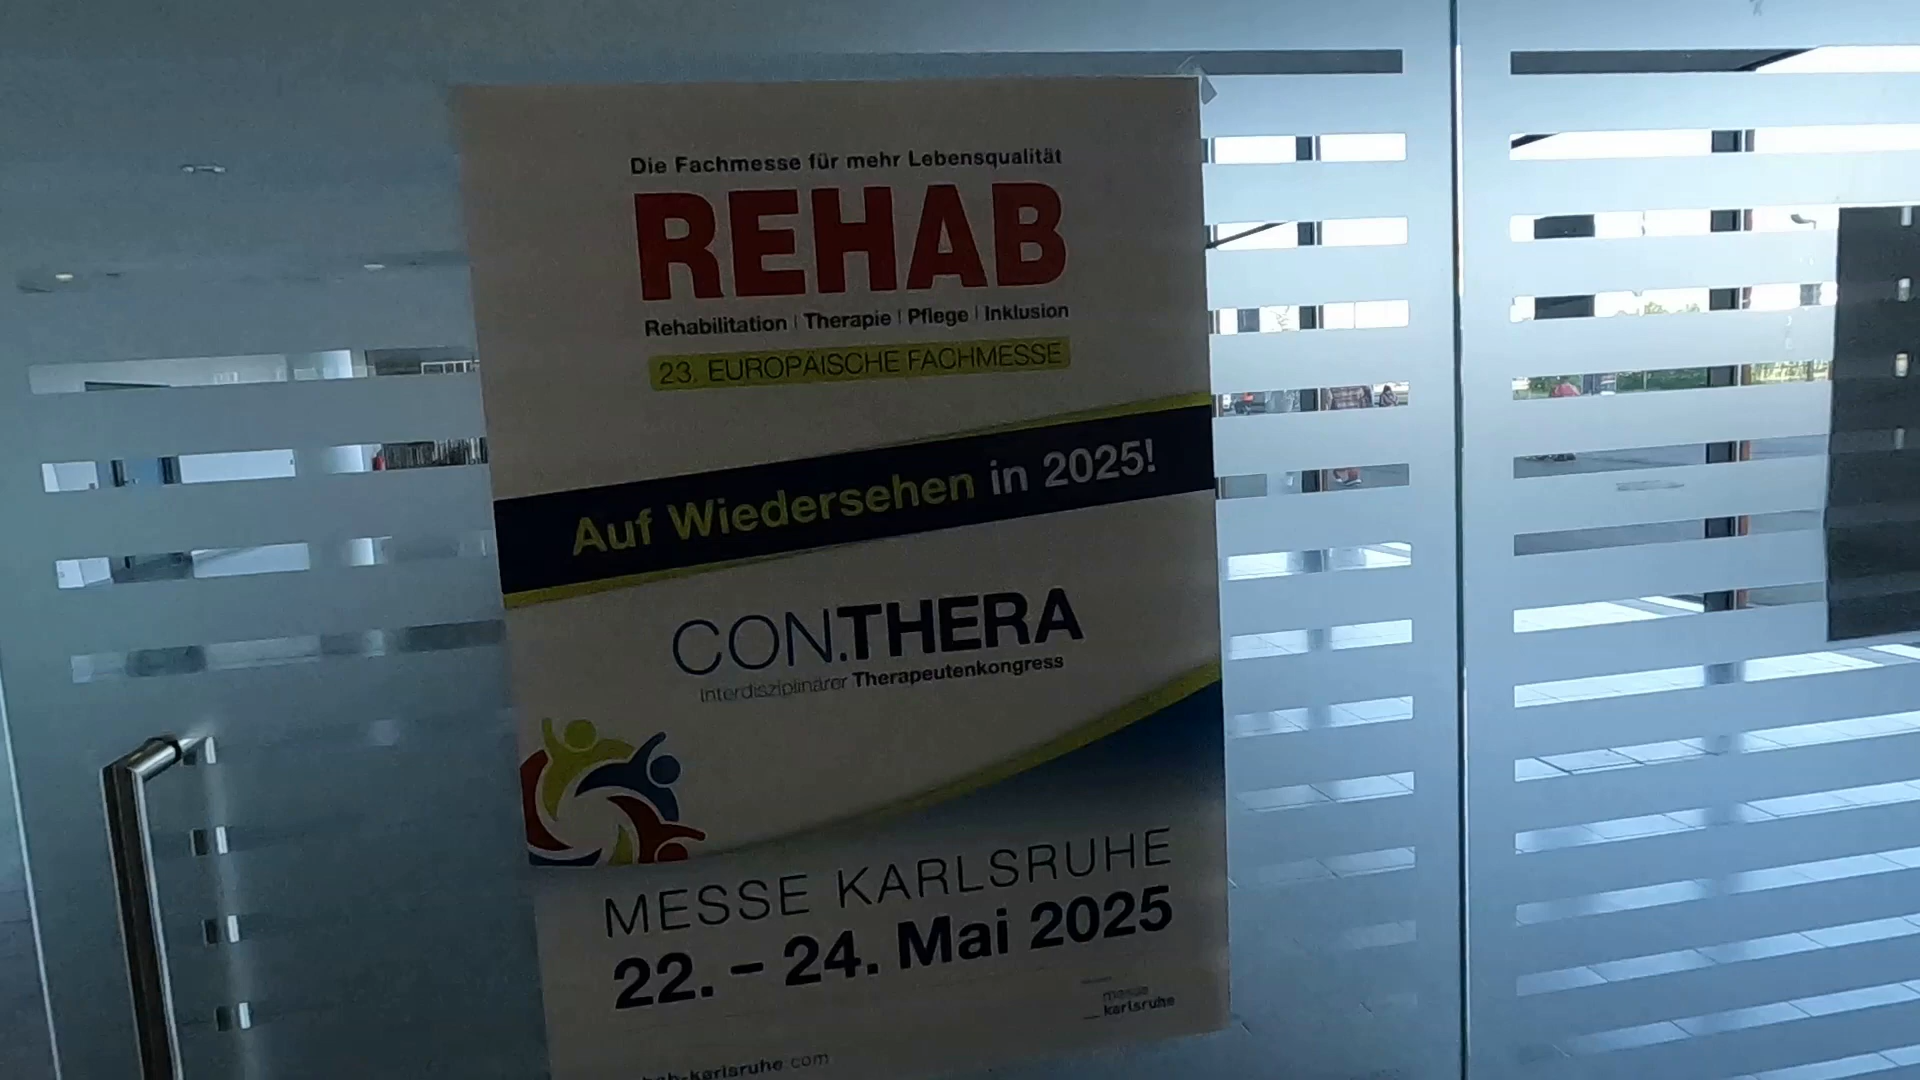 Die Fachmesse für mehr Lebensqualität
REHAB
Rehabilitation | Therapie | Pflege | Inklusion
23. EUROPÄISCHE FACHMESSE
Auf Wiedersehen in 2025!
CON.THERA
Interdisziplinärer Therapeutenkongress
MESSE KARLSRUHE
22. – 24. Mai 2025
messe
karlsruhe
karlsruhe.com